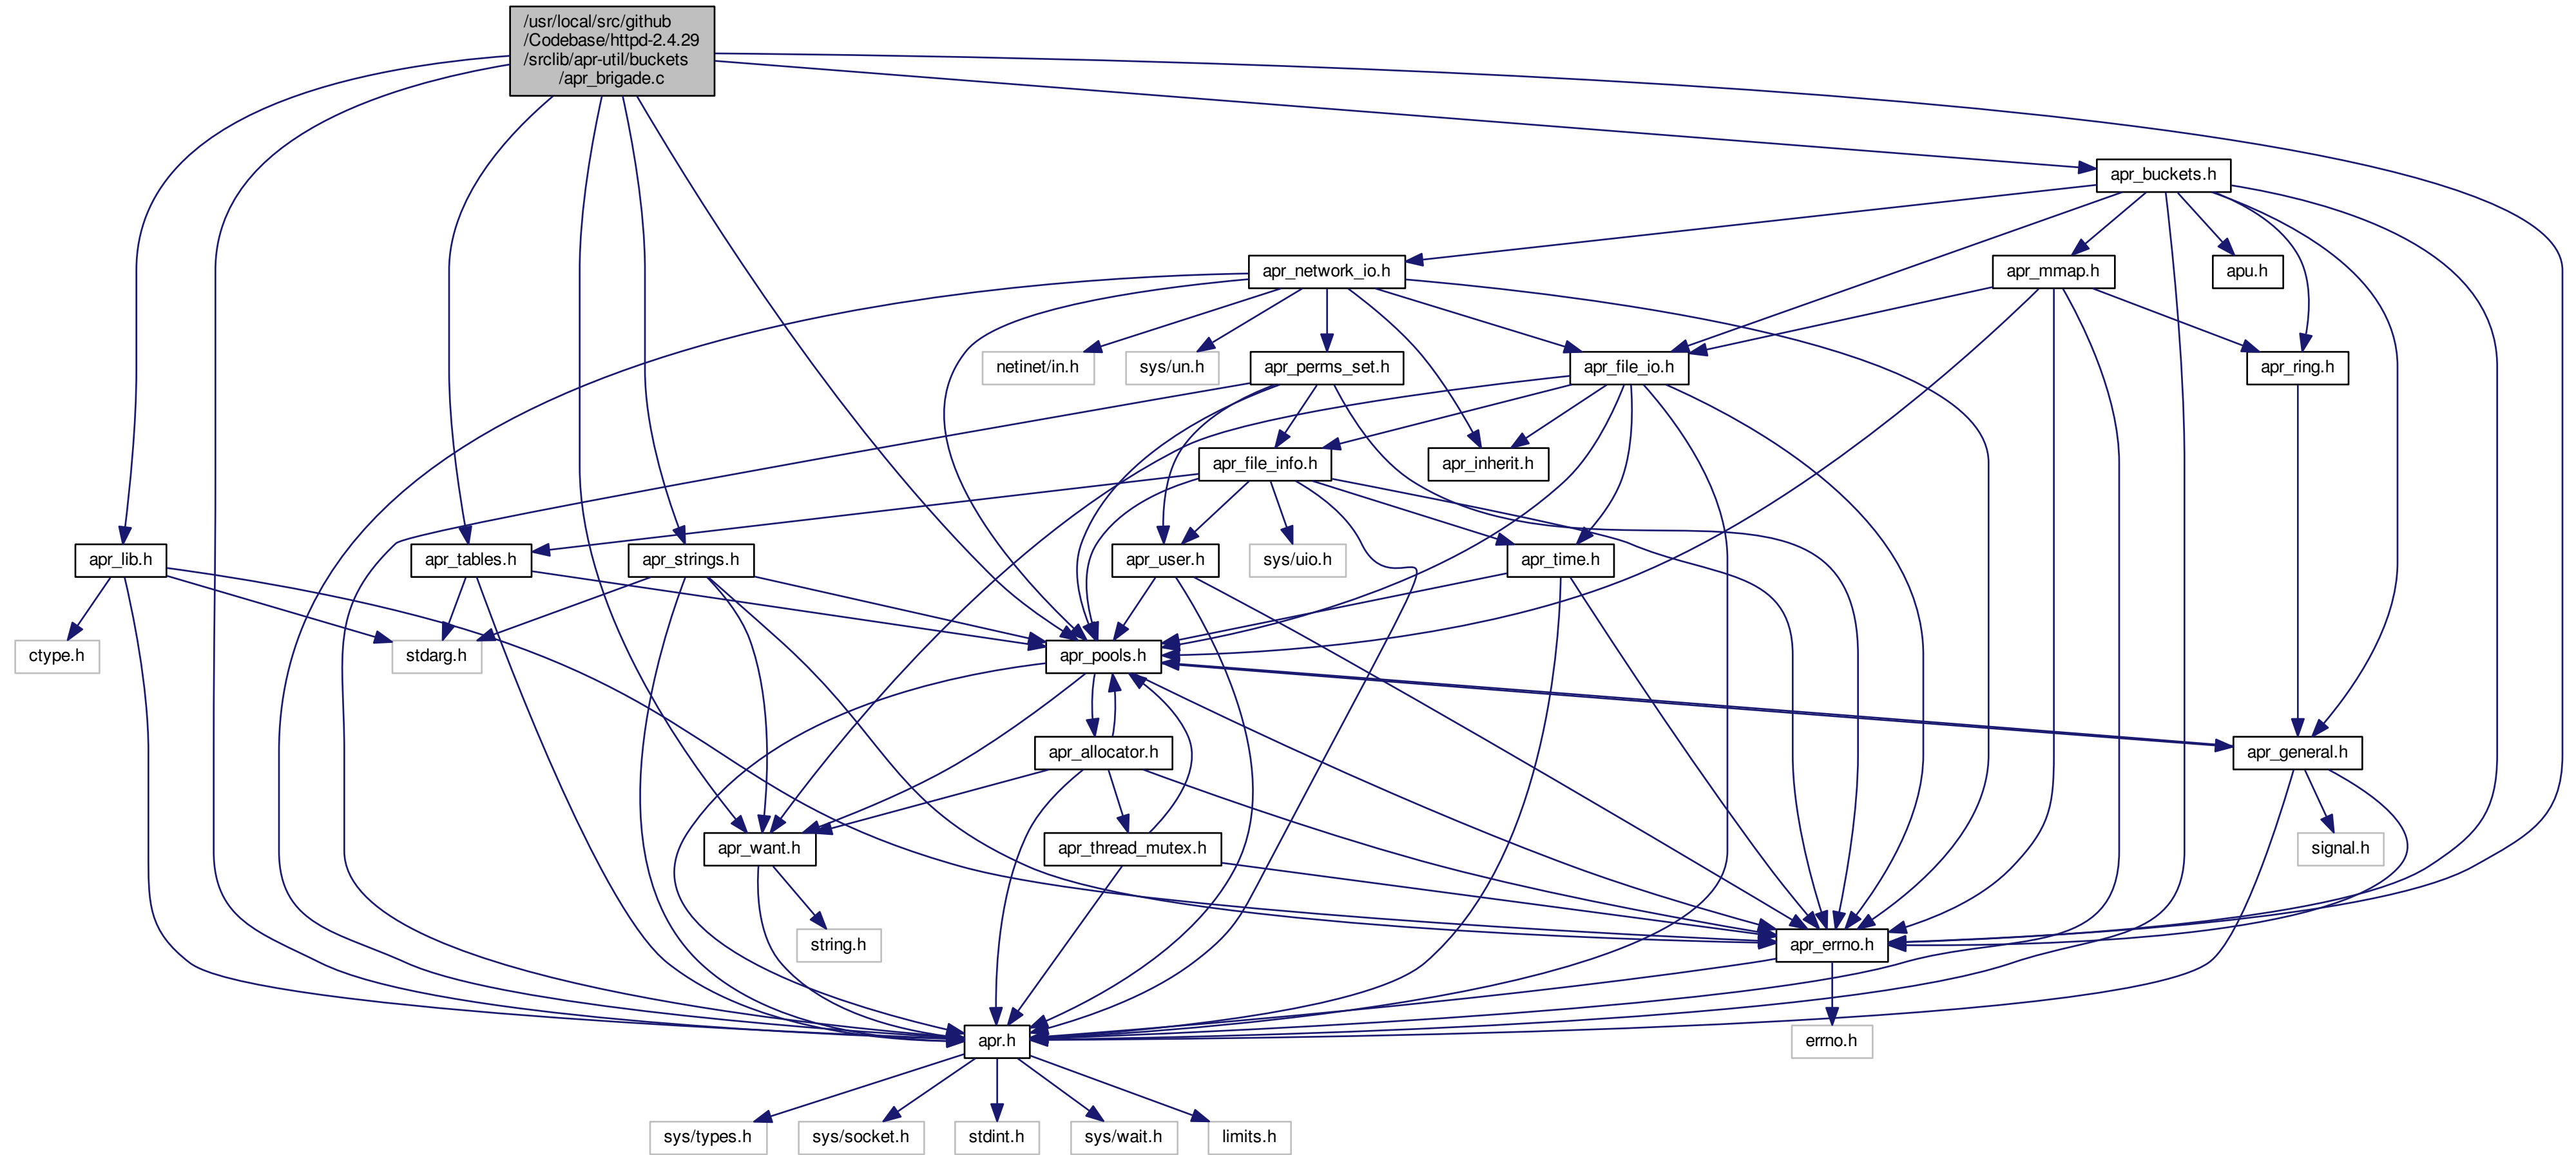 /usr/local/src/github
/Codebase/httpd-2.4.29
/srclib/apr-util/buckets
/apr_brigade.c
apr_buckets.h
apr_network_io.h
apr_mmap.h
apu.h
netinet/in.h
sys/un.h
apr_perms_set.h
apr_file_io.h
apr_ring.h
apr_file_info.h
apr_inherit.h
apr_lib.h
apr_tables.h
apr_strings.h
apr_user.h
sys/uio.h
apr_time.h
ctype.h
stdarg.h
apr_pools.h
apr_allocator.h
apr_general.h
apr_want.h
apr_thread_mutex.h
signal.h
string.h
apr_errno.h
apr.h
errno.h
sys/types.h
sys/socket.h
stdint.h
sys/wait.h
limits.h